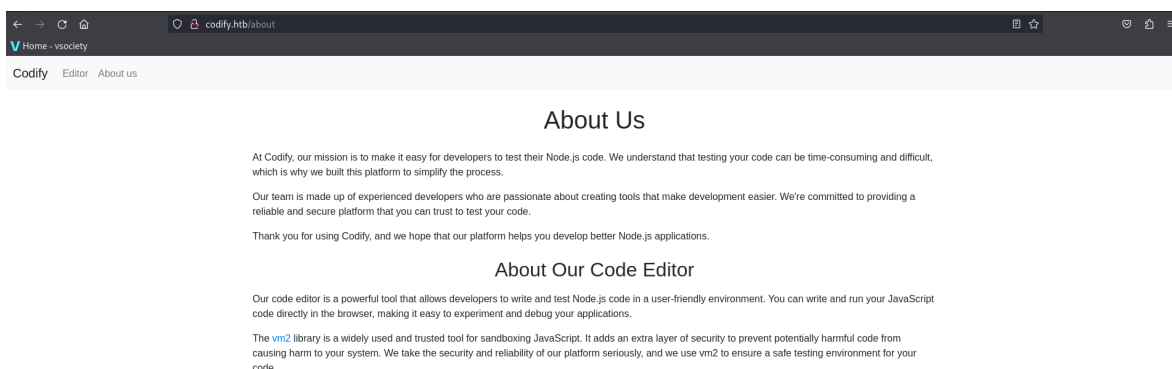 codify.htb/about
Home - vsociety
Codify Editor About us
About Us
At Codify, our mission is to make it easy for developers to test their Node.js code. We understand that testing your code can be time-consuming and difficult,
which is why we built this platform to simplify the process.
Our team is made up of experienced developers who are passionate about creating tools that make development easier. We're committed to providing a
reliable and secure platform that you can trust to test your code.
Thank you for using Codify, and we hope that our platform helps you develop better Node.js applications.
About Our Code Editor
Our code editor is a powerful tool that allows developers to write and test Node.js code in a user-friendly environment. You can write and run your JavaScript
code directly in the browser, making it easy to experiment and debug your applications.
The vm2 library is a widely used and trusted tool for sandboxing JavaScript. It adds an extra layer of security to prevent potentially harmful code from
causing harm to your system. We take the security and reliability of our platform seriously, and we use vm2 to ensure a safe testing environment for your
code.